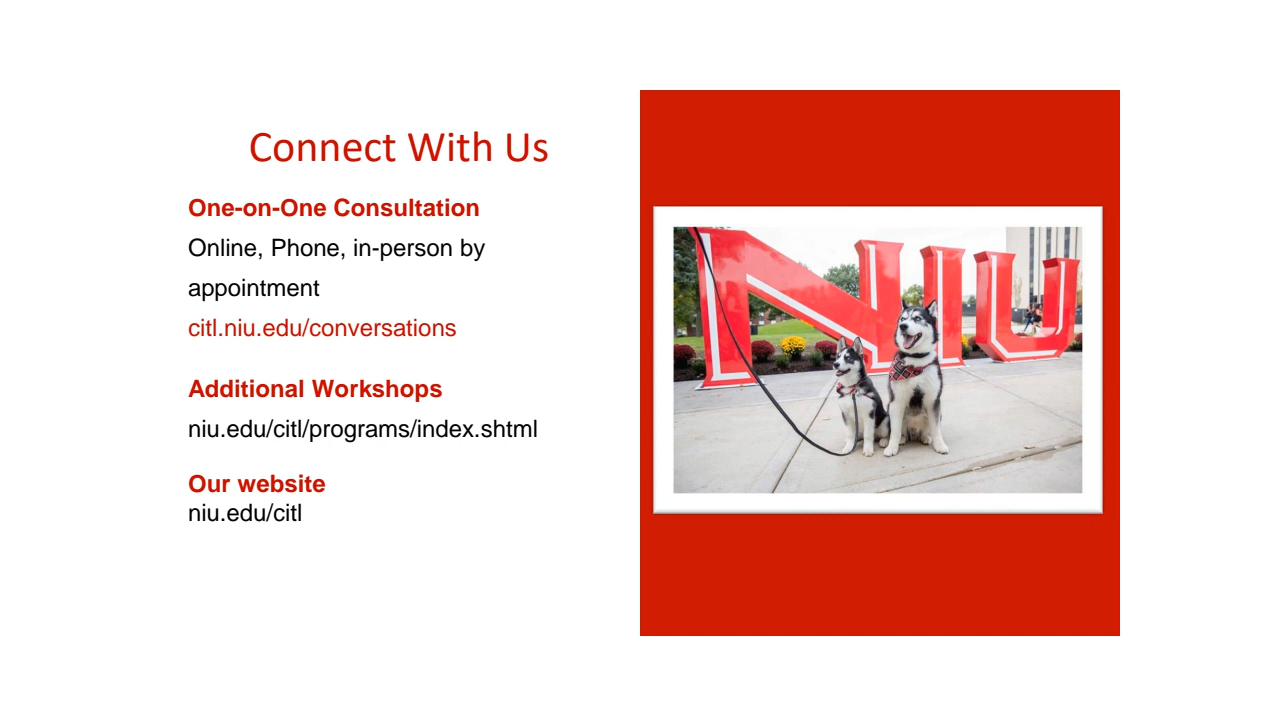 Connect With Us
One-on-One Consultation
Online, Phone, in-person by
appointment
citl.niu.edu/conversations
Additional Workshops
niu.edu/citl/programs/index.shtml
Our website
niu.edu/citl
NIU